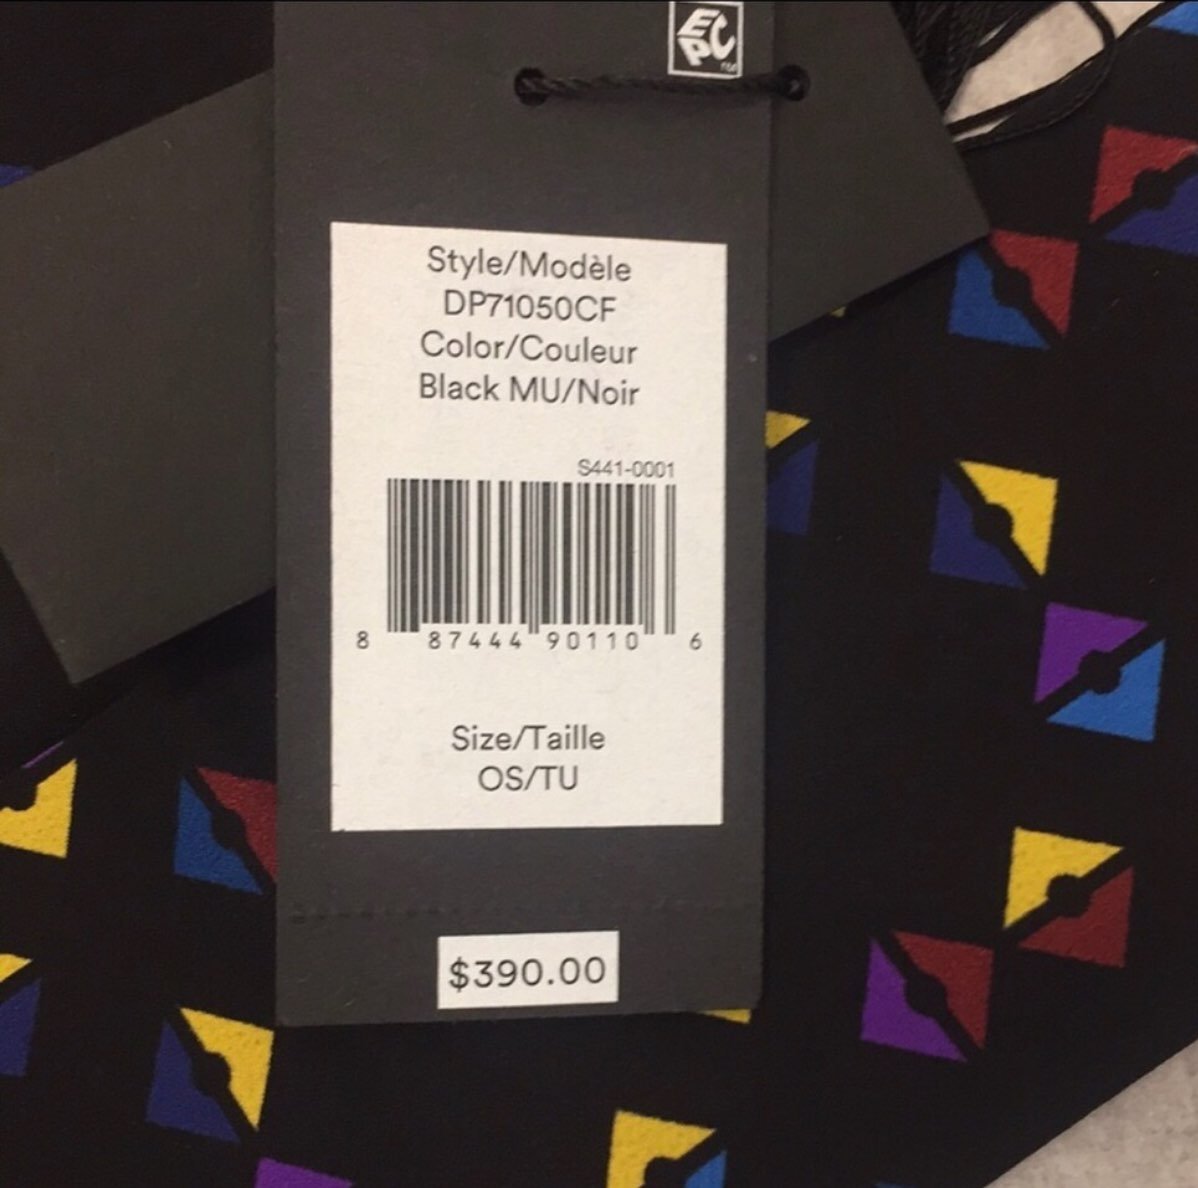 EPC™
Style/Modèle
DP71050CF
Color/Couleur
Black MU/Noir
S441-0001
8 87444 90110 6
Size/Taille
OS/TU
$390.00